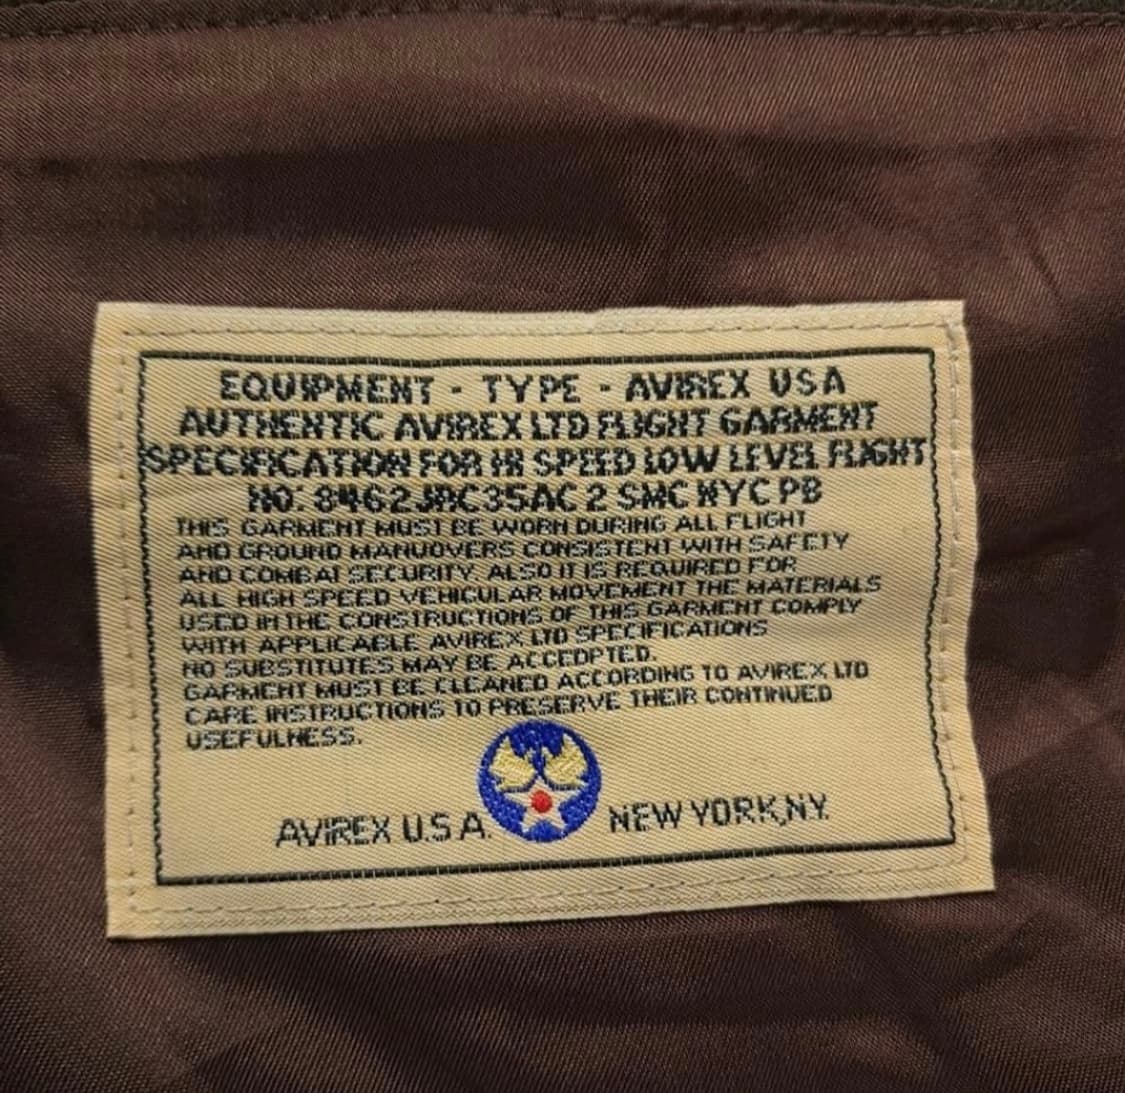 EQUIPMENT - TYPE - AVIREX USA
AUTHENTIC AVIREX LTD FLIGHT GARMENT
SPECIFICATION FOR HI SPEED LOW LEVEL FLIGHT
NO: 8462JRC35AC 2 SMC NYC PB
THIS GARMENT MUST BE WORN DURING ALL FLIGHT
AND GROUND MANUOVERS CONSISTENT WITH SAFETY
AND COMBAT SECURITY. ALSO IT IS REQUIRED FOR
ALL HIGH SPEED VEHICULAR MOVEMENT THE MATERIALS
USED IN THE CONSTRUCTIONS OF THIS GARMENT COMPLY
WITH APPLICABLE AVIREX LTD SPECIFICATIONS
NO SUBSTITUTES MAY BE ACCEDPTED.
GARMENT MUST BE CLEANED ACCORDING TO AVIREX LTD
CARE INSTRUCTIONS TO PRESERVE THEIR CONTINUED
USEFULNESS.
AVIREX U.S.A. NEW YORK,NY.